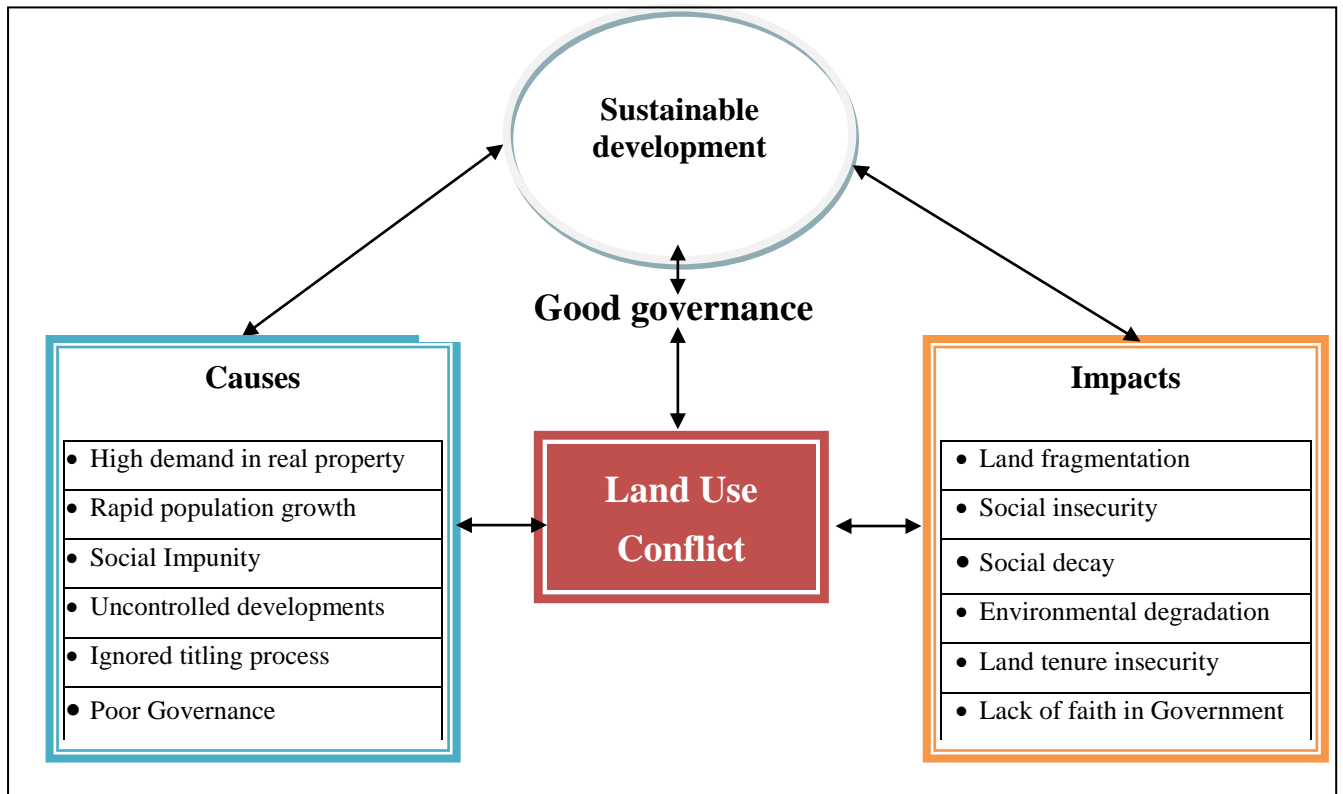 Sustainable
development
Good governance
Causes
• High demand in real property
• Rapid population growth
• Social Impunity
• Uncontrolled developments
• Ignored titling process
• Poor Governance
Land Use
Conflict
Impacts
• Land fragmentation
• Social insecurity
• Social decay
• Environmental degradation
• Land tenure insecurity
• Lack of faith in Government